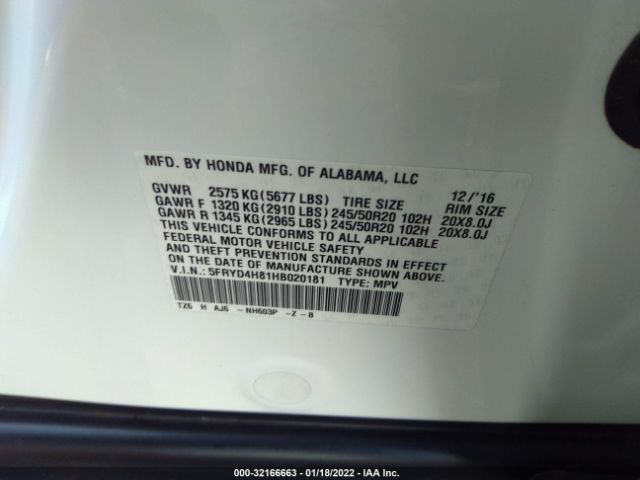 MFD. BY HONDA MFG. OF ALABAMA, LLC 12/'16
GVWR 2575 KG(5677 LBS) TIRE SIZE RIM SIZE
GAWR F 1320 KG(2910 LBS) 245/50R20 102H 20X8.0J
GAWR R 1345 KG(2965 LBS) 245/50R20 102H 20X8.0J
THIS VEHICLE CONFORMS TO ALL APPLICABLE
FEDERAL MOTOR VEHICLE SAFETY
AND THEFT PREVENTION STANDARDS IN EFFECT
ON THE DATE OF MANUFACTURE SHOWN ABOVE.
V.I.N.: 5FRYD4H81HB020181 TYPE: MPV
TZ6 H AJ6 -NH603P -Z -B
000-32166663 - 01/18/2022 - IAA Inc.